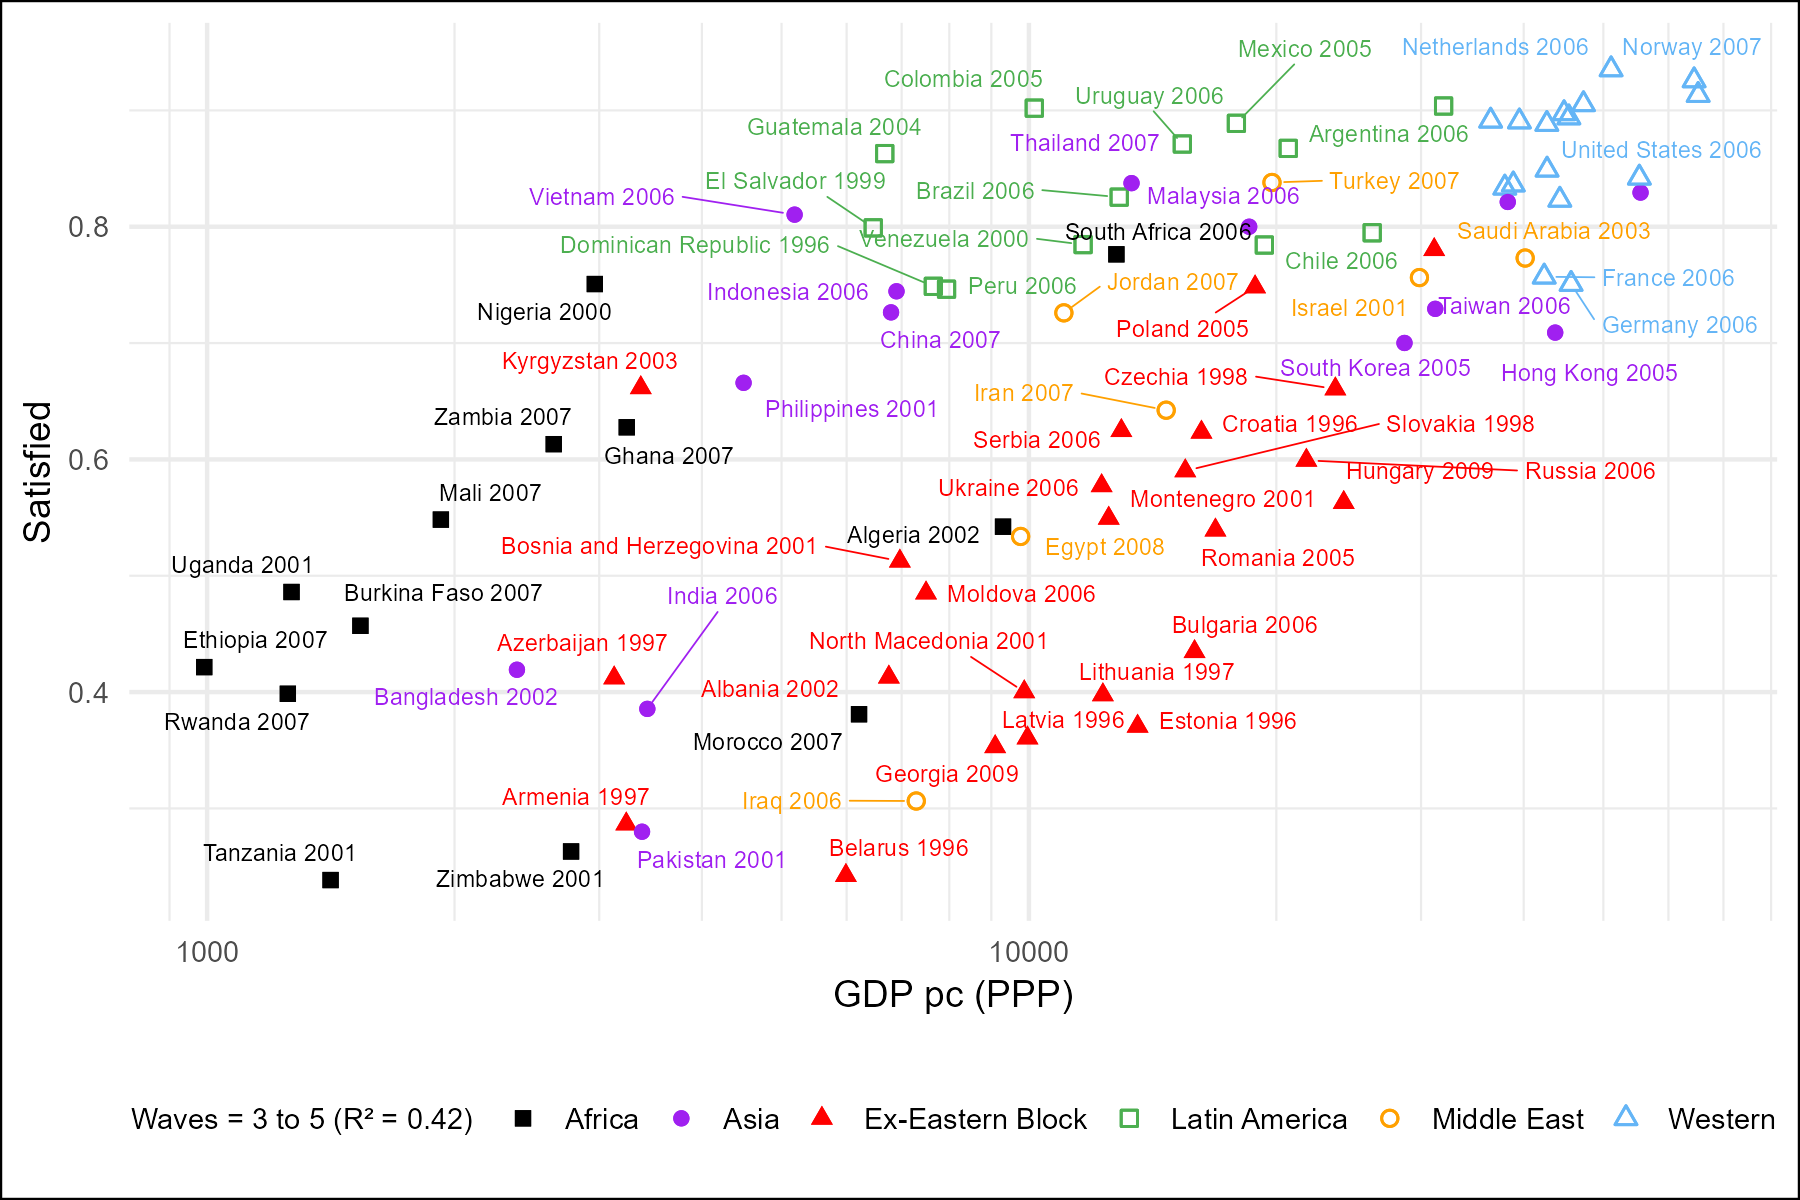 Mexico 2005
Netherlands 2006
Norway 2007
Colombia 2005
Uruguay 2006
Guatemala 2004
Thailand 2007
Argentina 2006
United States 2006
El Salvador 1999
Vietnam 2006
Brazil 2006
Malaysia 2006
Turkey 2007
0.8
Dominican Republic 1996
Venezuela 2000
South Africa 2006
Saudi Arabia 2003
Chile 2006
Nigeria 2000
Indonesia 2006
Peru 2006
Jordan 2007
France 2006
Israel 2001
Taiwan 2006
China 2007
Poland 2005
Germany 2006
Kyrgyzstan 2003
Czechia 1998
South Korea 2005
Hong Kong 2005
Philippines 2001
Iran 2007
Zambia 2007
Serbia 2006
Croatia 1996
Slovakia 1998
0.6
Ghana 2007
Hungary 2009
Russia 2006
Mali 2007
Ukraine 2006
Montenegro 2001
Satisfied
Algeria 2002
Bosnia and Herzegovina 2001
Egypt 2008
Romania 2005
Uganda 2001
Burkina Faso 2007
India 2006
Moldova 2006
Ethiopia 2007
Azerbaijan 1997
North Macedonia 2001
Bulgaria 2006
Lithuania 1997
0.4
Bangladesh 2002
Albania 2002
Rwanda 2007
Latvia 1996
Estonia 1996
Morocco 2007
Georgia 2009
Armenia 1997
Iraq 2006
Tanzania 2001
Zimbabwe 2001
Pakistan 2001
Belarus 1996
1000
10000
GDP pc (PPP)
Waves = 3 to 5 (R² = 0.42) Africa Asia Ex-Eastern Block Latin America Middle East Western